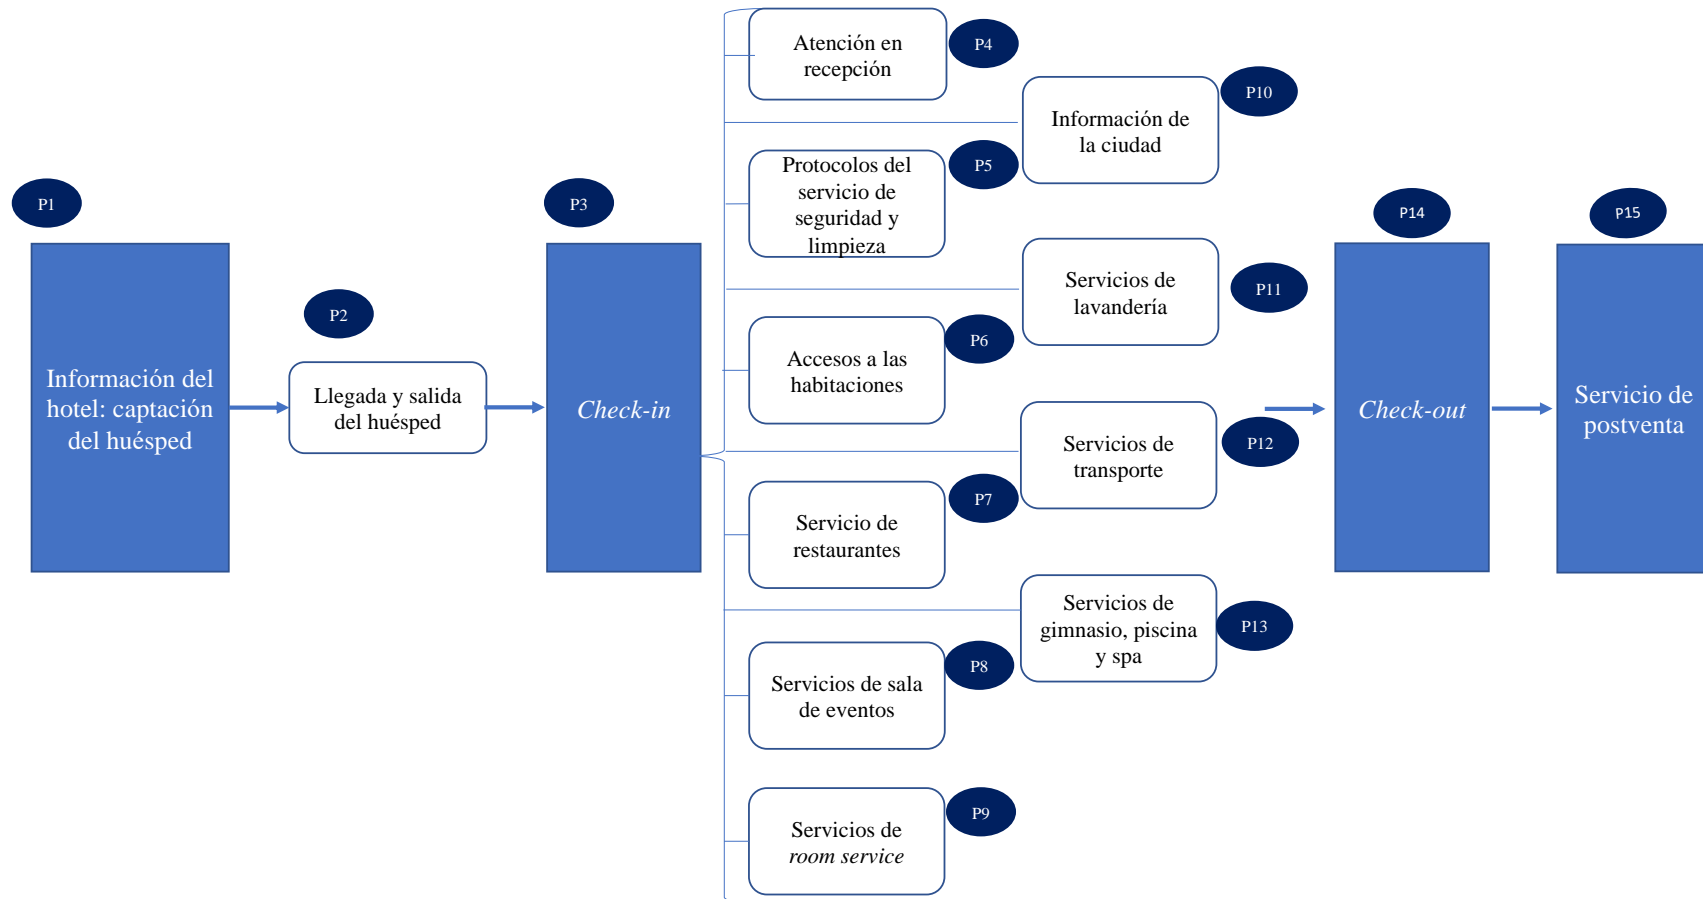 P1
Información del
hotel: captación
del huésped
P2
Llegada y salida
del huésped
P3
Check-in
P4
Atención en
recepción
P5
Protocolos del
servicio de
seguridad y
limpieza
P6
Accesos a las
habitaciones
P7
Servicio de
restaurantes
P8
Servicios de sala
de eventos
P9
Servicios de
room service
P10
Información de
la ciudad
P11
Servicios de
lavandería
P12
Servicios de
transporte
P13
Servicios de
gimnasio, piscina
y spa
P14
Check-out
P15
Servicio de
postventa